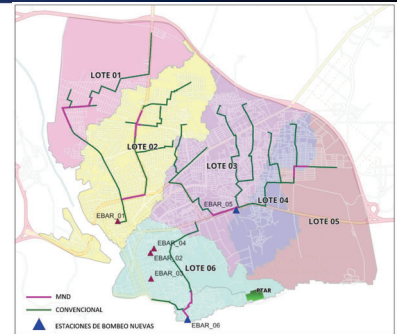 LOTE 01
LOTE 02
LOTE 03
EBAR_05
LOTE 04
EBAR_01
LOTE 05
EBAR_04
EBAR_02
LOTE 06
EBAR_03
PEAR
MND
CONVENCIONAL
ESTACIONES DE BOMBEO NUEVAS
EBAR_06